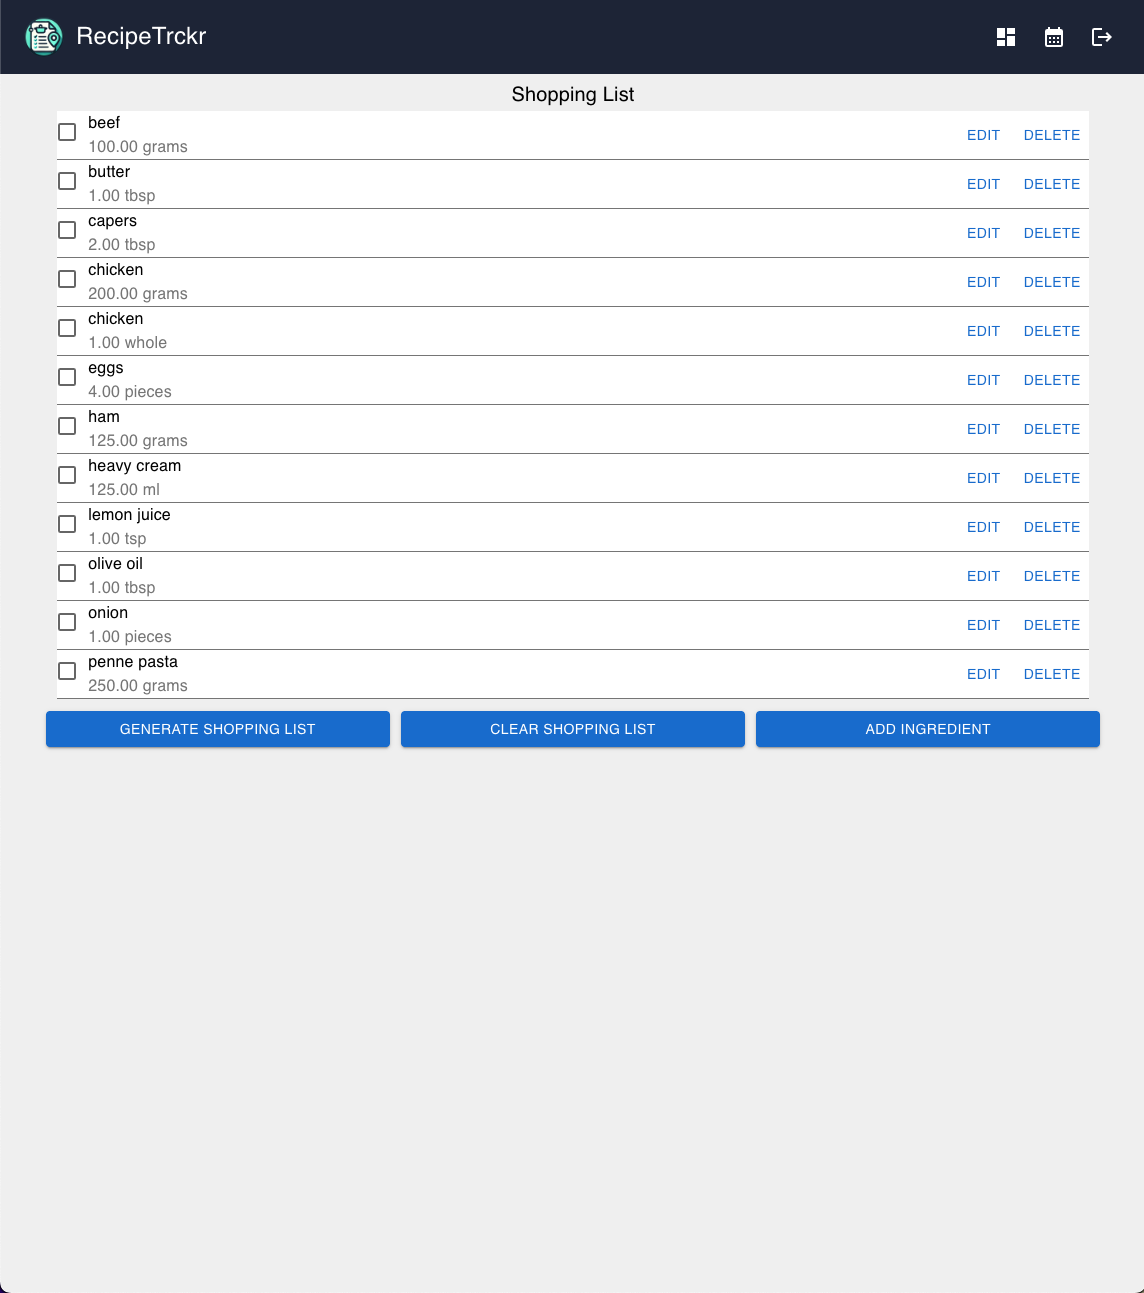 RecipeTrckr
Shopping List
beef
100.00 grams
EDIT DELETE
butter
1.00 tbsp
EDIT DELETE
capers
2.00 tbsp
EDIT DELETE
chicken
200.00 grams
EDIT DELETE
chicken
1.00 whole
EDIT DELETE
eggs
4.00 pieces
EDIT DELETE
ham
125.00 grams
EDIT DELETE
heavy cream
125.00 ml
EDIT DELETE
lemon juice
1.00 tsp
EDIT DELETE
olive oil
1.00 tbsp
EDIT DELETE
onion
1.00 pieces
EDIT DELETE
penne pasta
250.00 grams
EDIT DELETE
GENERATE SHOPPING LIST CLEAR SHOPPING LIST ADD INGREDIENT